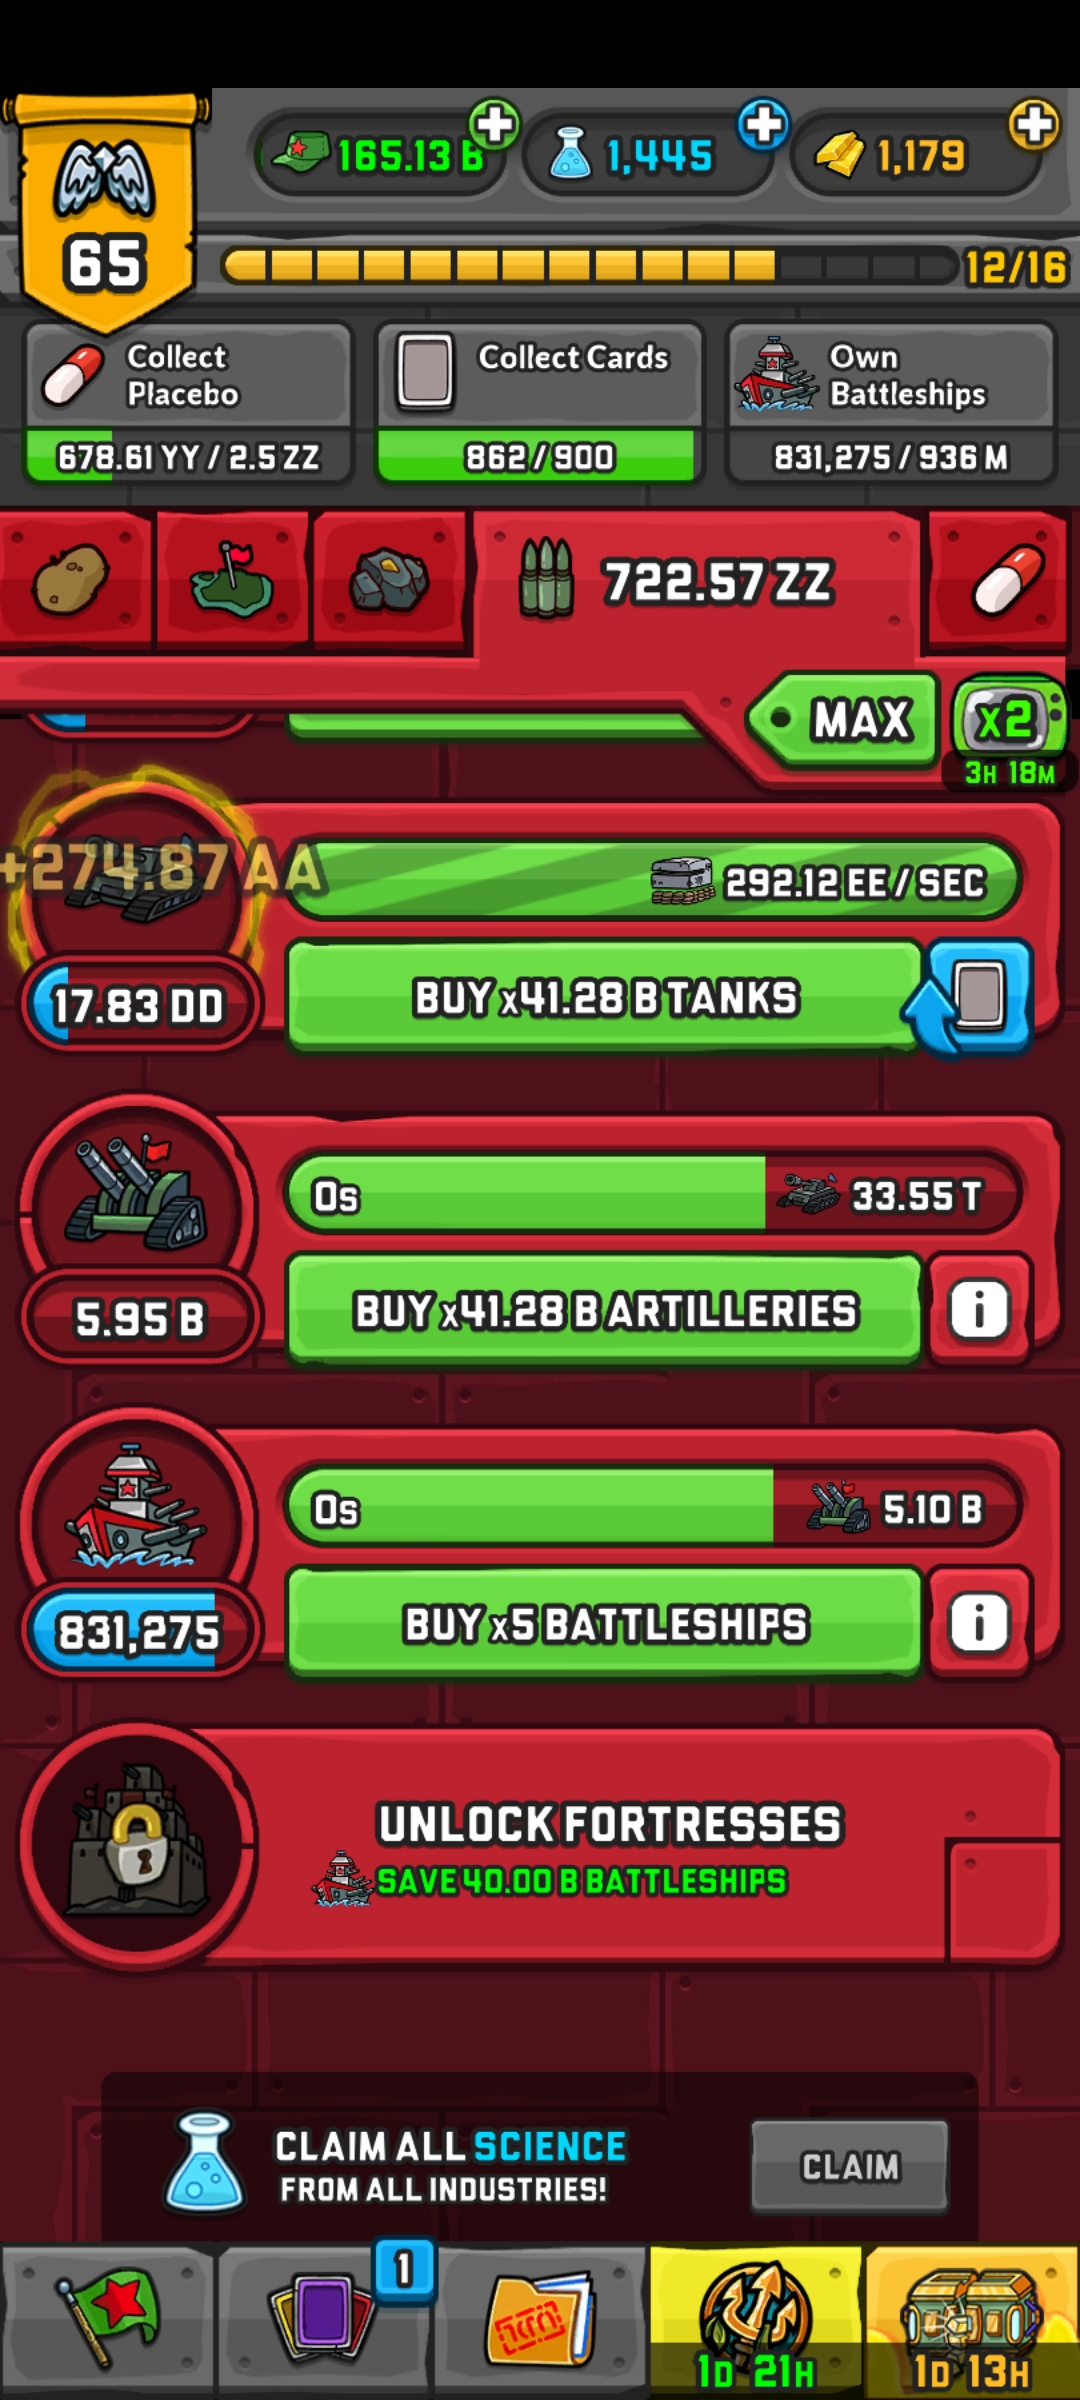 165.13 B
1,445
1,179
65
12/16
Collect
Placebo
678.61 YY / 2.5 ZZ
Collect Cards
862/900
Own
Battleships
831,275 / 936 M
722.57 ZZ
MAX
x2
3H 18M
+274.87 AA
292.12 EE / SEC
17.83 DD
BUY x41.28 B TANKS
0s
33.55 T
5.95 B
BUY x41.28 B ARTILLERIES
i
0s
5.10 B
831,275
BUY x5 BATTLESHIPS
i
UNLOCK FORTRESSES
SAVE 40.00 B BATTLESHIPS
CLAIM ALL SCIENCE
FROM ALL INDUSTRIES!
CLAIM
1
1D 21H
1D 13H